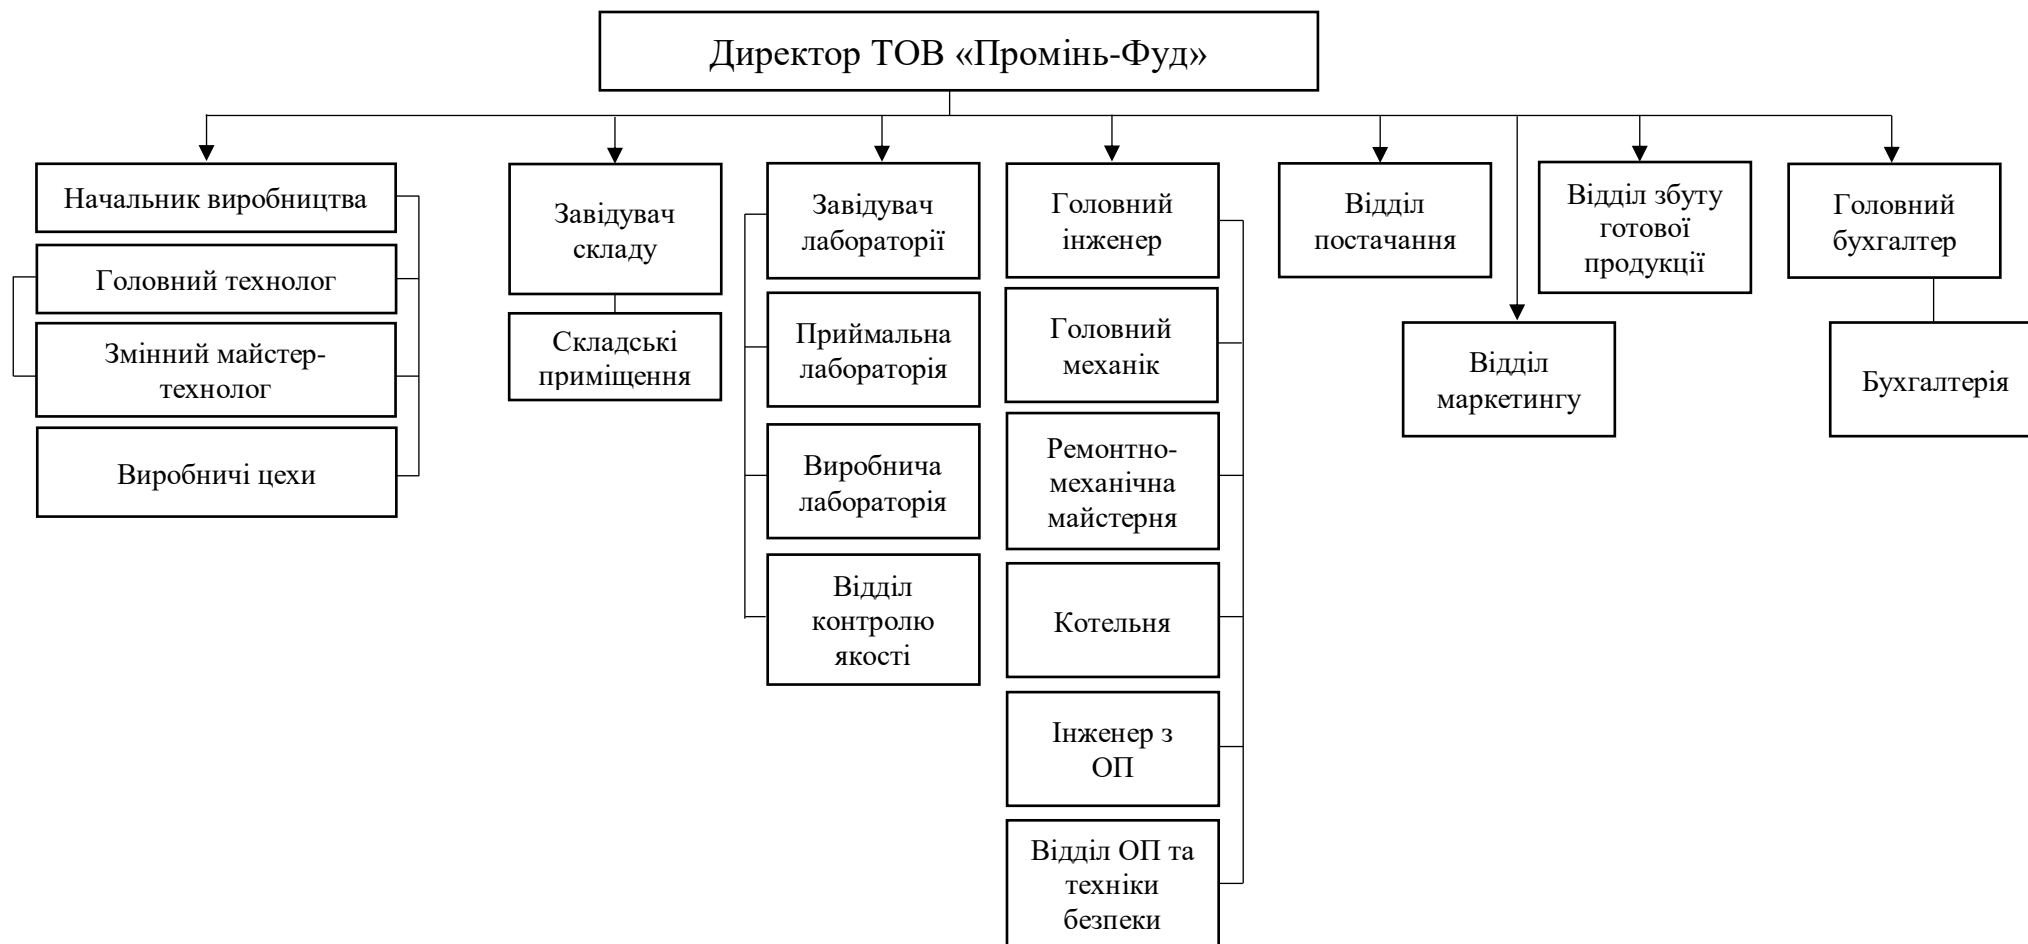 Директор ТОВ «Промінь-Фуд»
Начальник виробництва
Головний технолог
Змінний майстер-
технолог
Виробничі цехи
Завідувач
складу
Складські
приміщення
Завідувач
лабораторії
Приймальна
лабораторія
Виробнича
лабораторія
Відділ
контролю
якості
Головний
інженер
Головний
механік
Ремонтно-
механічна
майстерня
Котельня
Інженер з
ОП
Відділ ОП та
техніки
безпеки
Відділ
постачання
Відділ
маркетингу
Відділ збуту
готової
продукції
Головний
бухгалтер
Бухгалтерія